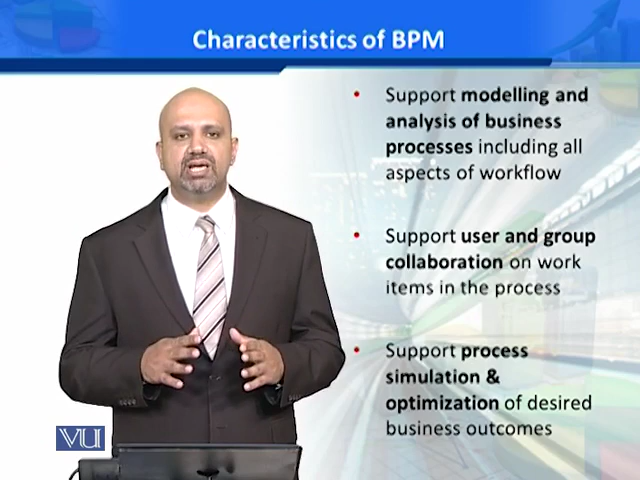 Characteristics of BPM
• Support modelling and
analysis of business
processes including all
aspects of workflow
• Support user and group
collaboration on work
items in the process
• Support process
simulation &
optimization of desired
business outcomes
VU